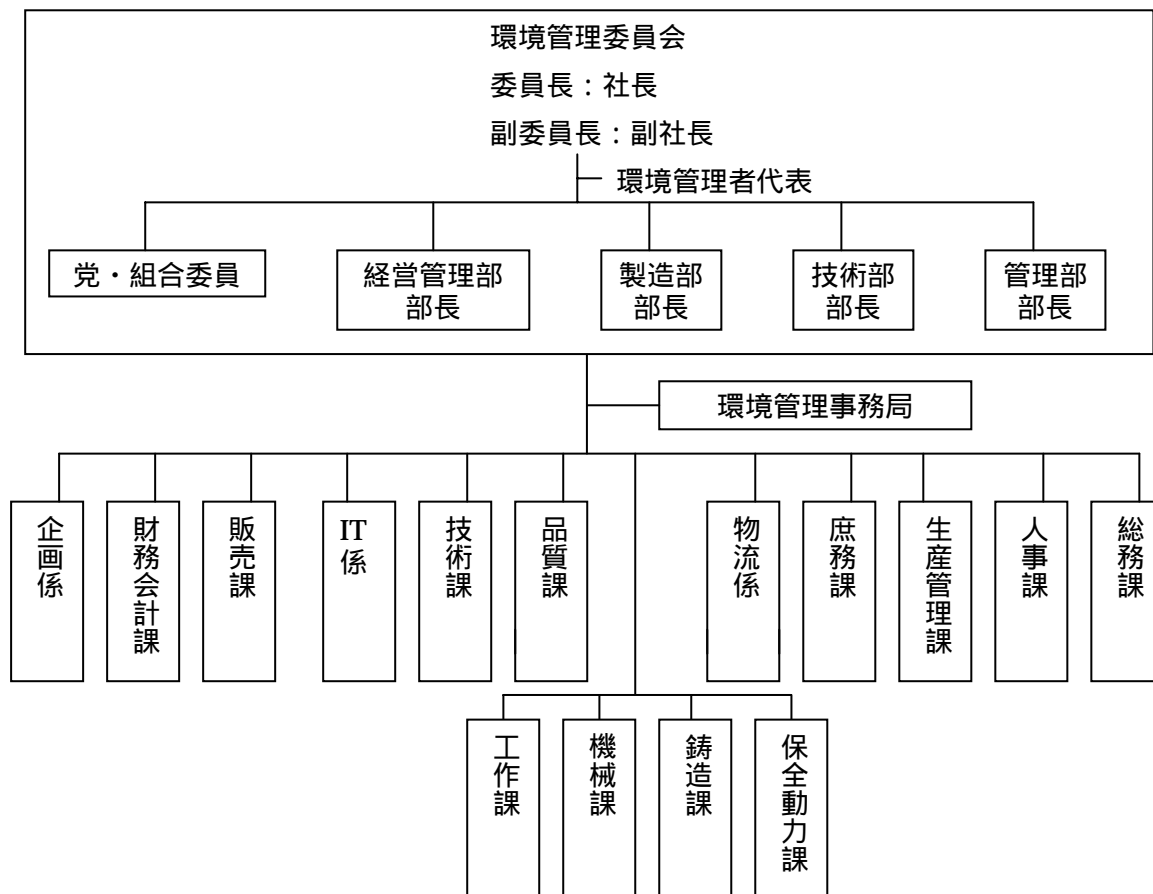 環境管理委員会
委員長:社長
副委員長:副社長
環境管理者代表
党・組合委員
経営管理部
部長
製造部
部長
技術部
部長
管理部
部長
環境管理事務局
企画係
財務会計課
販売課
IT係
技術課
品質課
物流係
庶務課
生産管理課
人事課
総務課
工作課
機械課
鋳造課
保全動力課